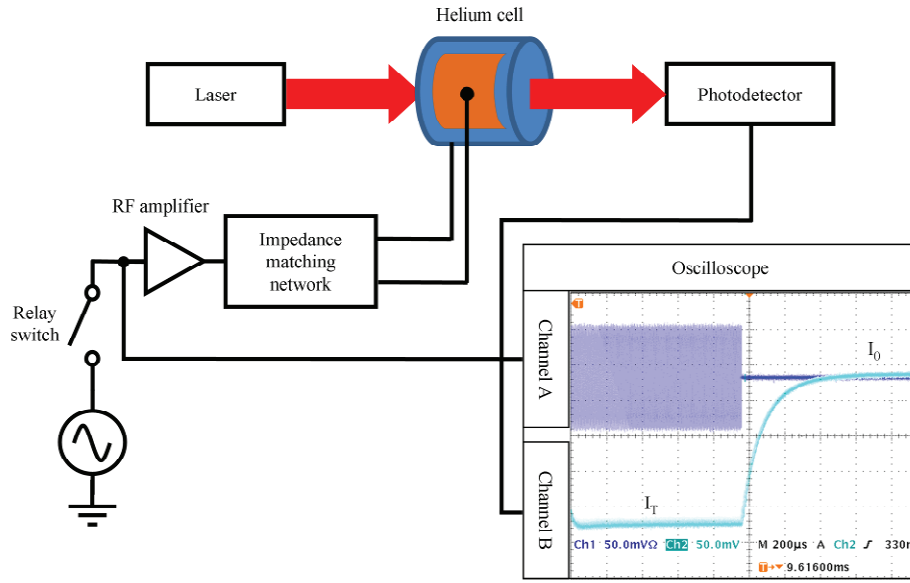 Helium cell
Laser
Photodetector
RF amplifier
Impedance
matching
network
Relay
switch
Oscilloscope
Channel A
Channel B
T
I0
IT
Ch1 50.0mVΩ Ch2 50.0mV M 200µs A Ch2 ƒ 330m
T→▼ 9.61600ms